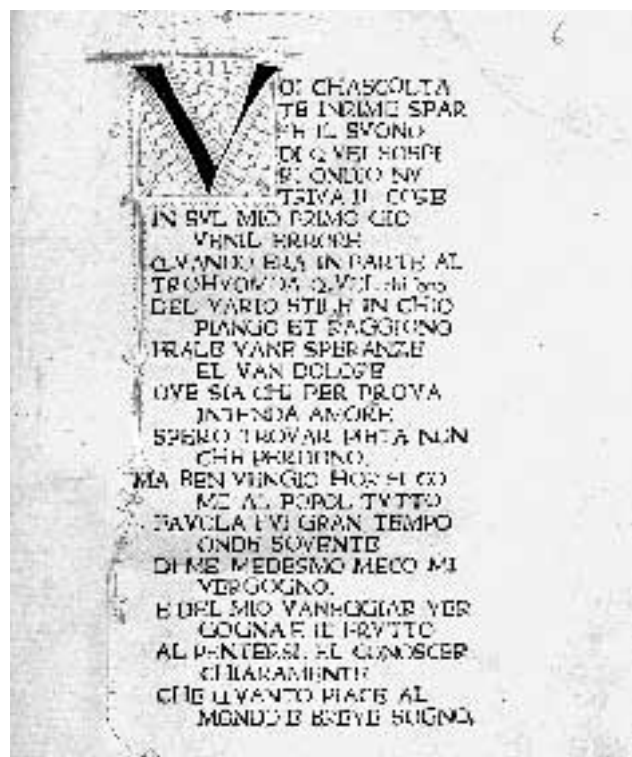 6
VOI CHASCOLTA
TE INRIME SPAR
SE IL SVONO
DI QVEI SOSPI
RI ONDIO NV
TRIVA IL CORE
IN SVL MIO PRIMO GIO
VENIL ERRORE
QVANDO ERA IN PARTE AL
TRO HVOM DA QVEL
DEL VARIO STILE IN CHIO
PIANGO ET RAGGIONO
FRALE VANE SPERANZE
EL VAN DOLORE
OVE SIA CHI PER PROVA
INTENDA AMORE
SPERO TROVAR PIETA NON
CHE PERDONO.
MA BEN VEGGIO HOR SI CO
ME AL POPOL TVTTO
FAVOLA FVI GRAN TEMPO
ONDE SOVENTE
DI ME MEDESMO MECO MI
VERGOGNO.
E DEL MIO VANEGGIAR VER
GOGNA E IL FRVTTO
AL PENTERSI EL CONOSCER
CHIARAMENTE
CHE QVANTO PIACE AL
MONDO E BREVE SOGNO.